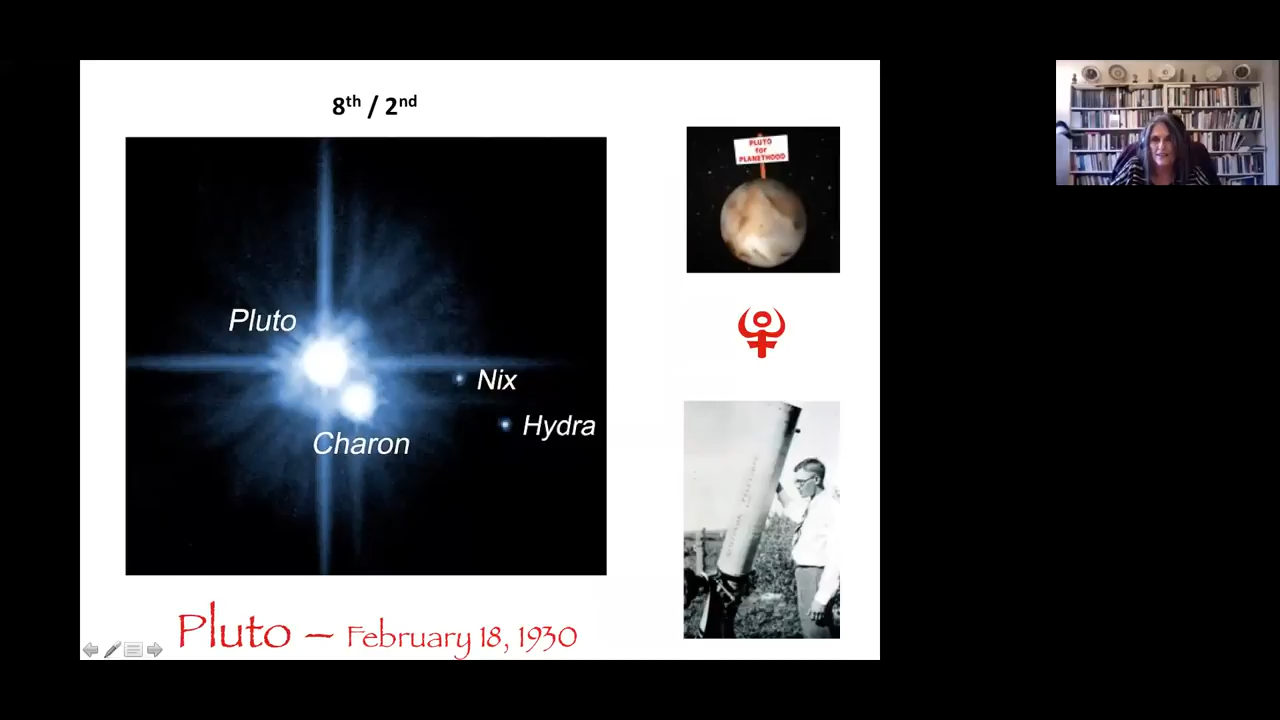 8th / 2nd
Pluto
Nix
Hydra
Charon
PLUTO
for
PLANETHOOD
Pluto – February 18, 1930